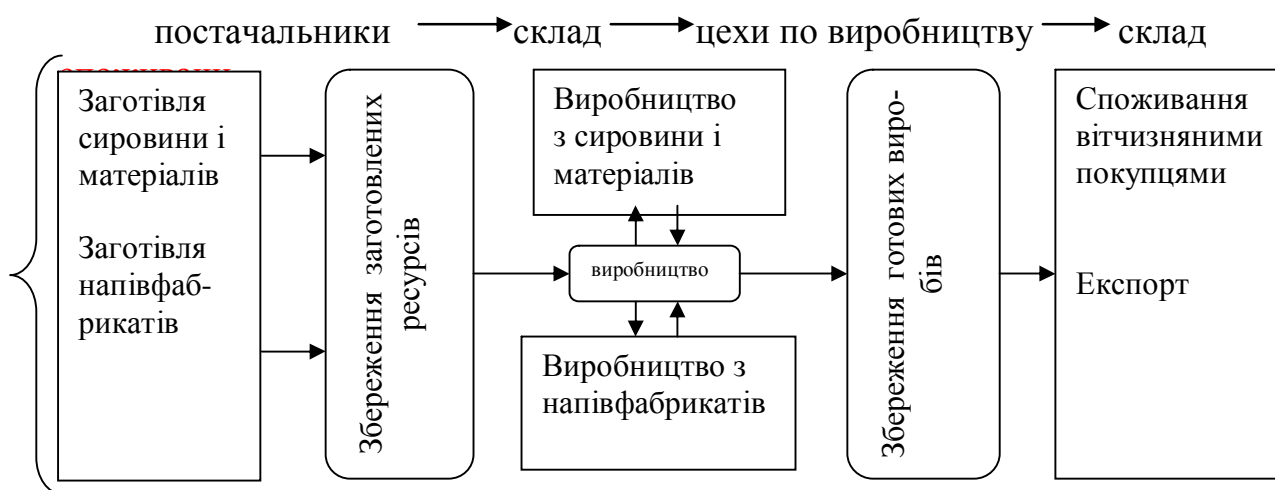 постачальники склад цехи по виробництву склад
Заготівля
сировини і
матеріалів
Заготівля
напівфаб-
рикатів
Збереження заготовлених
ресурсів
Виробництво
з сировини і
матеріалів
виробництво
Виробництво з
напівфабрикатів
Збереження готових виро-
бів
Споживання
вітчизняними
покупцями
Експорт